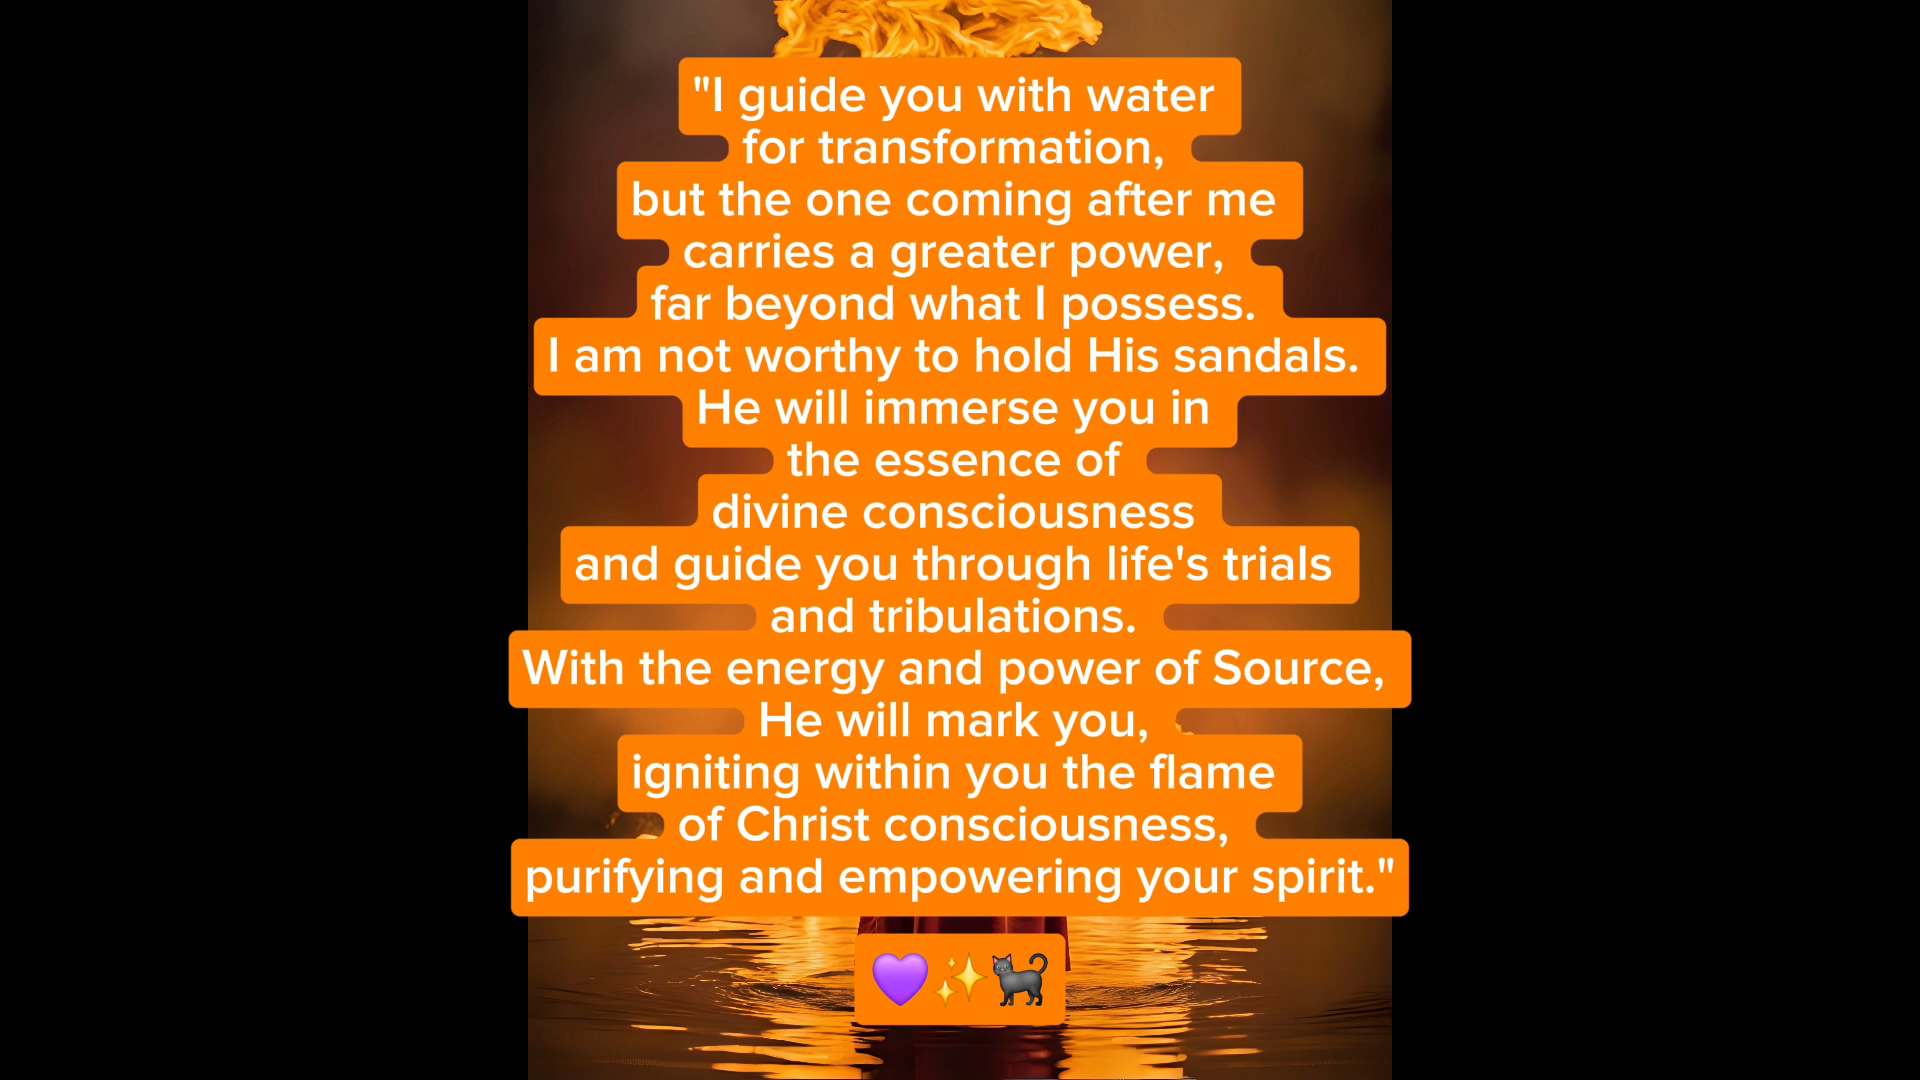 "I guide you with water
for transformation,
but the one coming after me
carries a greater power,
far beyond what I possess.
I am not worthy to hold His sandals.
He will immerse you in
the essence of
divine consciousness
and guide you through life's trials
and tribulations.
With the energy and power of Source,
He will mark you,
igniting within you the flame
of Christ consciousness,
purifying and empowering your spirit."
💜✨🐈‍⬛